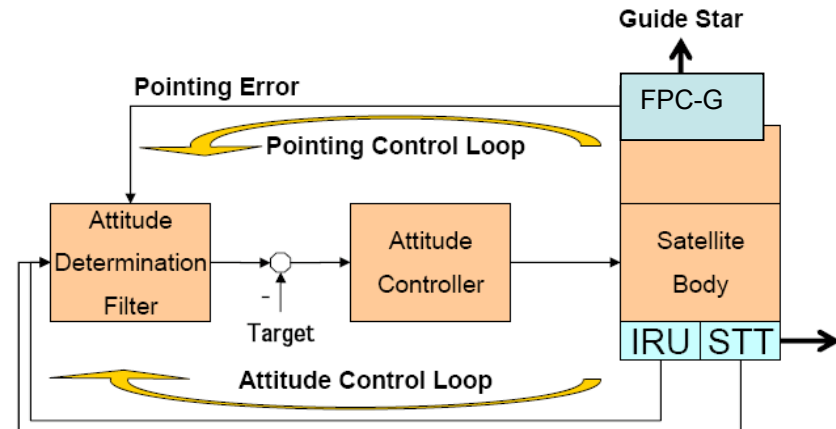 Guide Star
FPC-G
Pointing Error
Pointing Control Loop
Attitude
Determination
Filter
-
Target
Attitude
Controller
Satellite
Body
IRU
STT
Attitude Control Loop